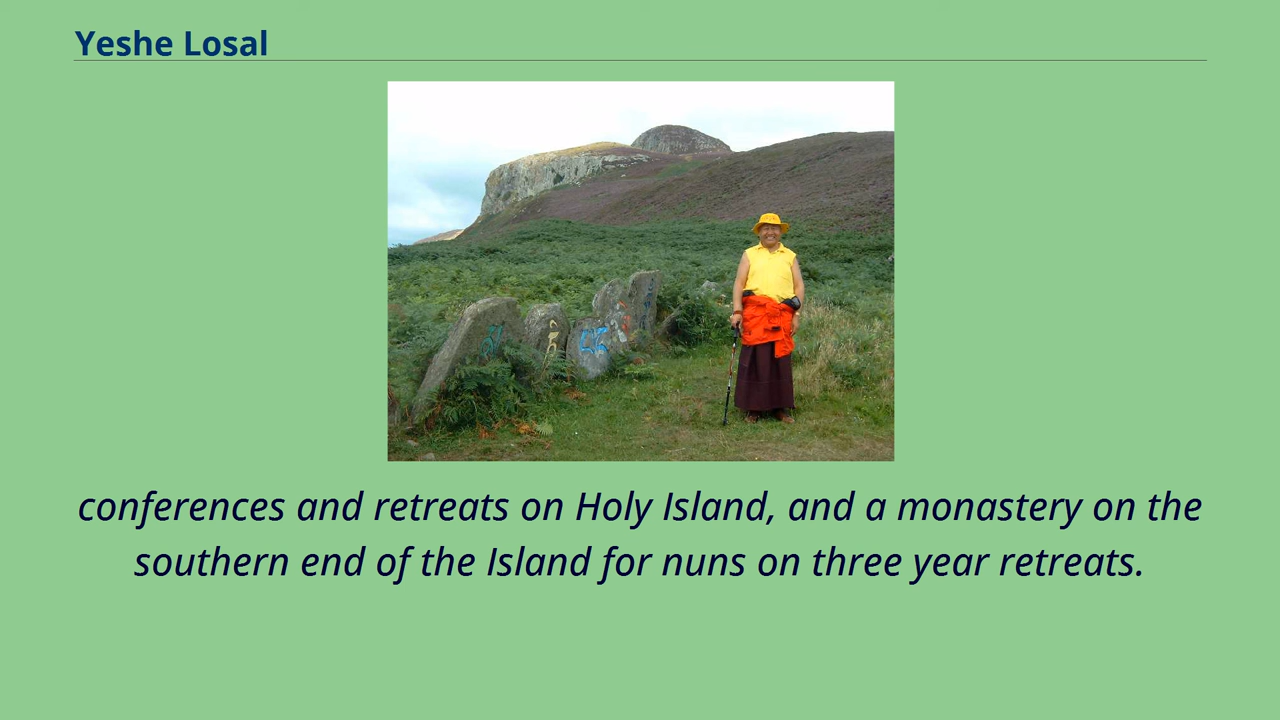 Yeshe Losal
conferences and retreats on Holy Island, and a monastery on the
southern end of the Island for nuns on three year retreats.